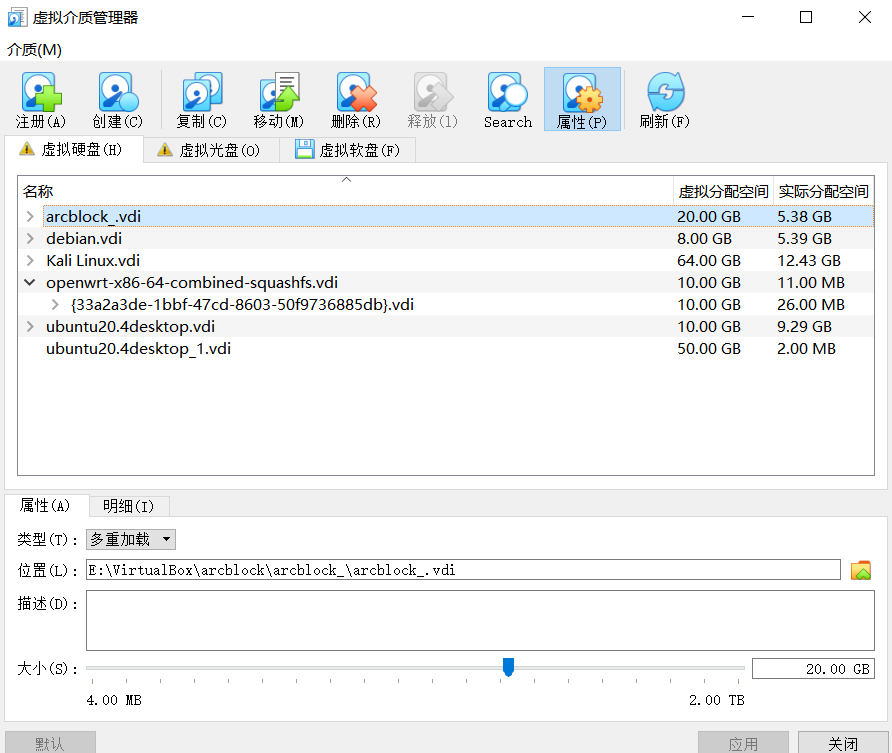 虚拟介质管理器
介质(M)
注册(A) 创建(C) 复制(C) 移动(M) 删除(R) 释放(l) Search 属性(P) 刷新(F)
虚拟硬盘(H) 虚拟光盘(O) 虚拟软盘(F)
名称 虚拟分配空间 实际分配空间
arcblock_.vdi 20.00 GB 5.38 GB
debian.vdi 8.00 GB 5.39 GB
Kali Linux.vdi 64.00 GB 12.43 GB
openwrt-x86-64-combined-squashfs.vdi 10.00 GB 11.00 MB
{33a2a3de-1bbf-47cd-8603-50f9736885db}.vdi 10.00 GB 26.00 MB
ubuntu20.4desktop.vdi 10.00 GB 9.29 GB
ubuntu20.4desktop_1.vdi 50.00 GB 2.00 MB
属性(A) 明细(I)
类型(T): 多重加载
位置(L): E:\VirtualBox\arcblock\arcblock_\arcblock_.vdi
描述(D):
大小(S): 20.00 GB
4.00 MB 2.00 TB
默认 应用 关闭